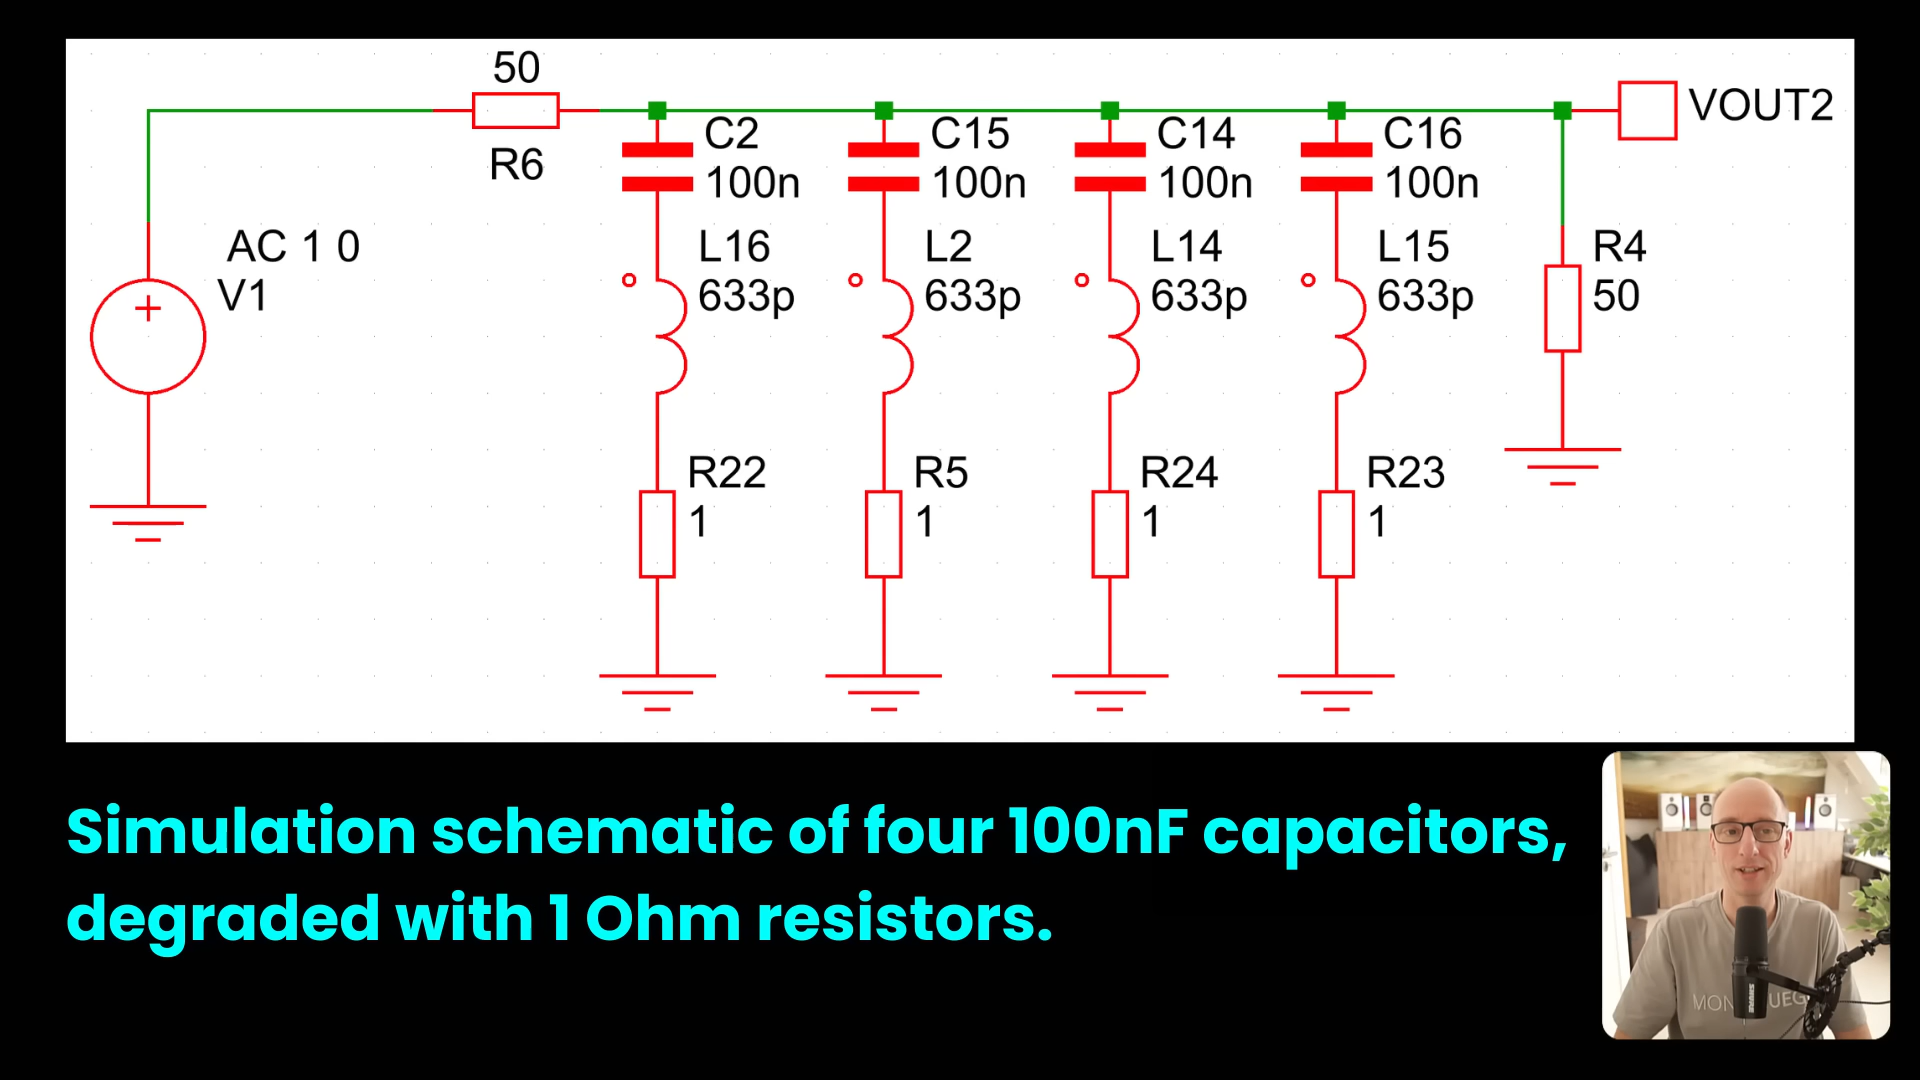 50
R6
AC 1 0
V1
C2
100n
L16
633p
R22
1
C15
100n
L2
633p
R5
1
C14
100n
L14
633p
R24
1
C16
100n
L15
633p
R23
1
VOUT2
R4
50
Simulation schematic of four 100nF capacitors,
degraded with 1 Ohm resistors.
SHURE